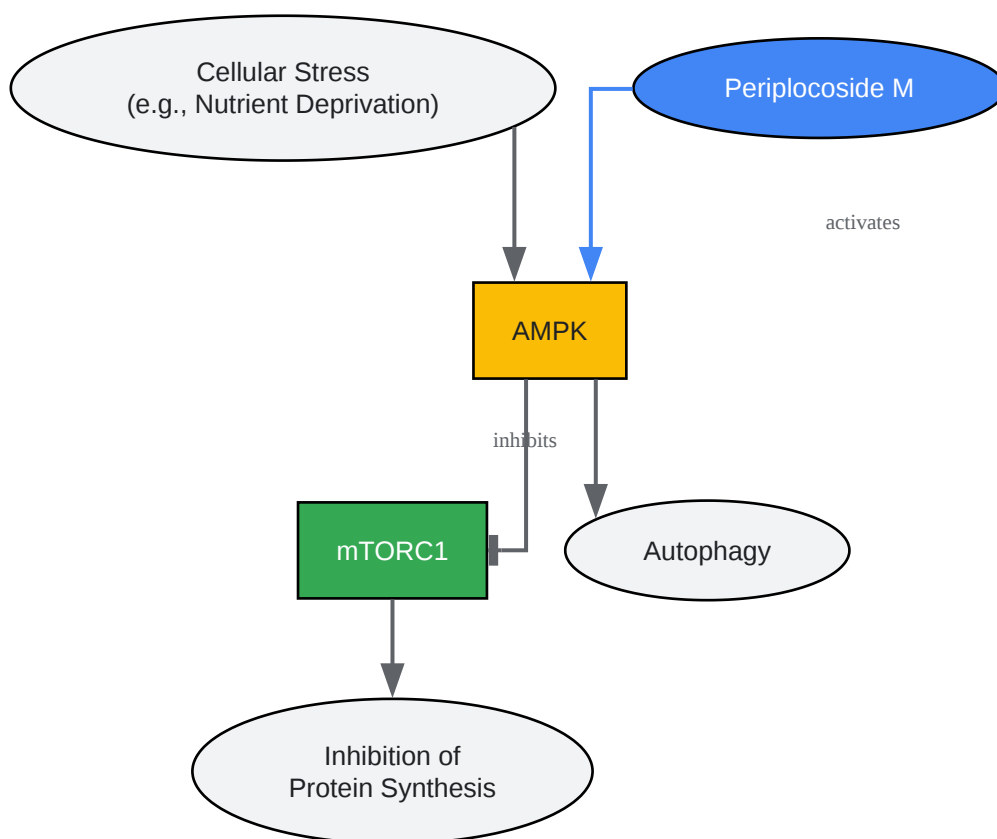 Cellular Stress
(e.g., Nutrient Deprivation)
Periplocoside M
activates
AMPK
inhibits
mTORC1
Autophagy
Inhibition of
Protein Synthesis